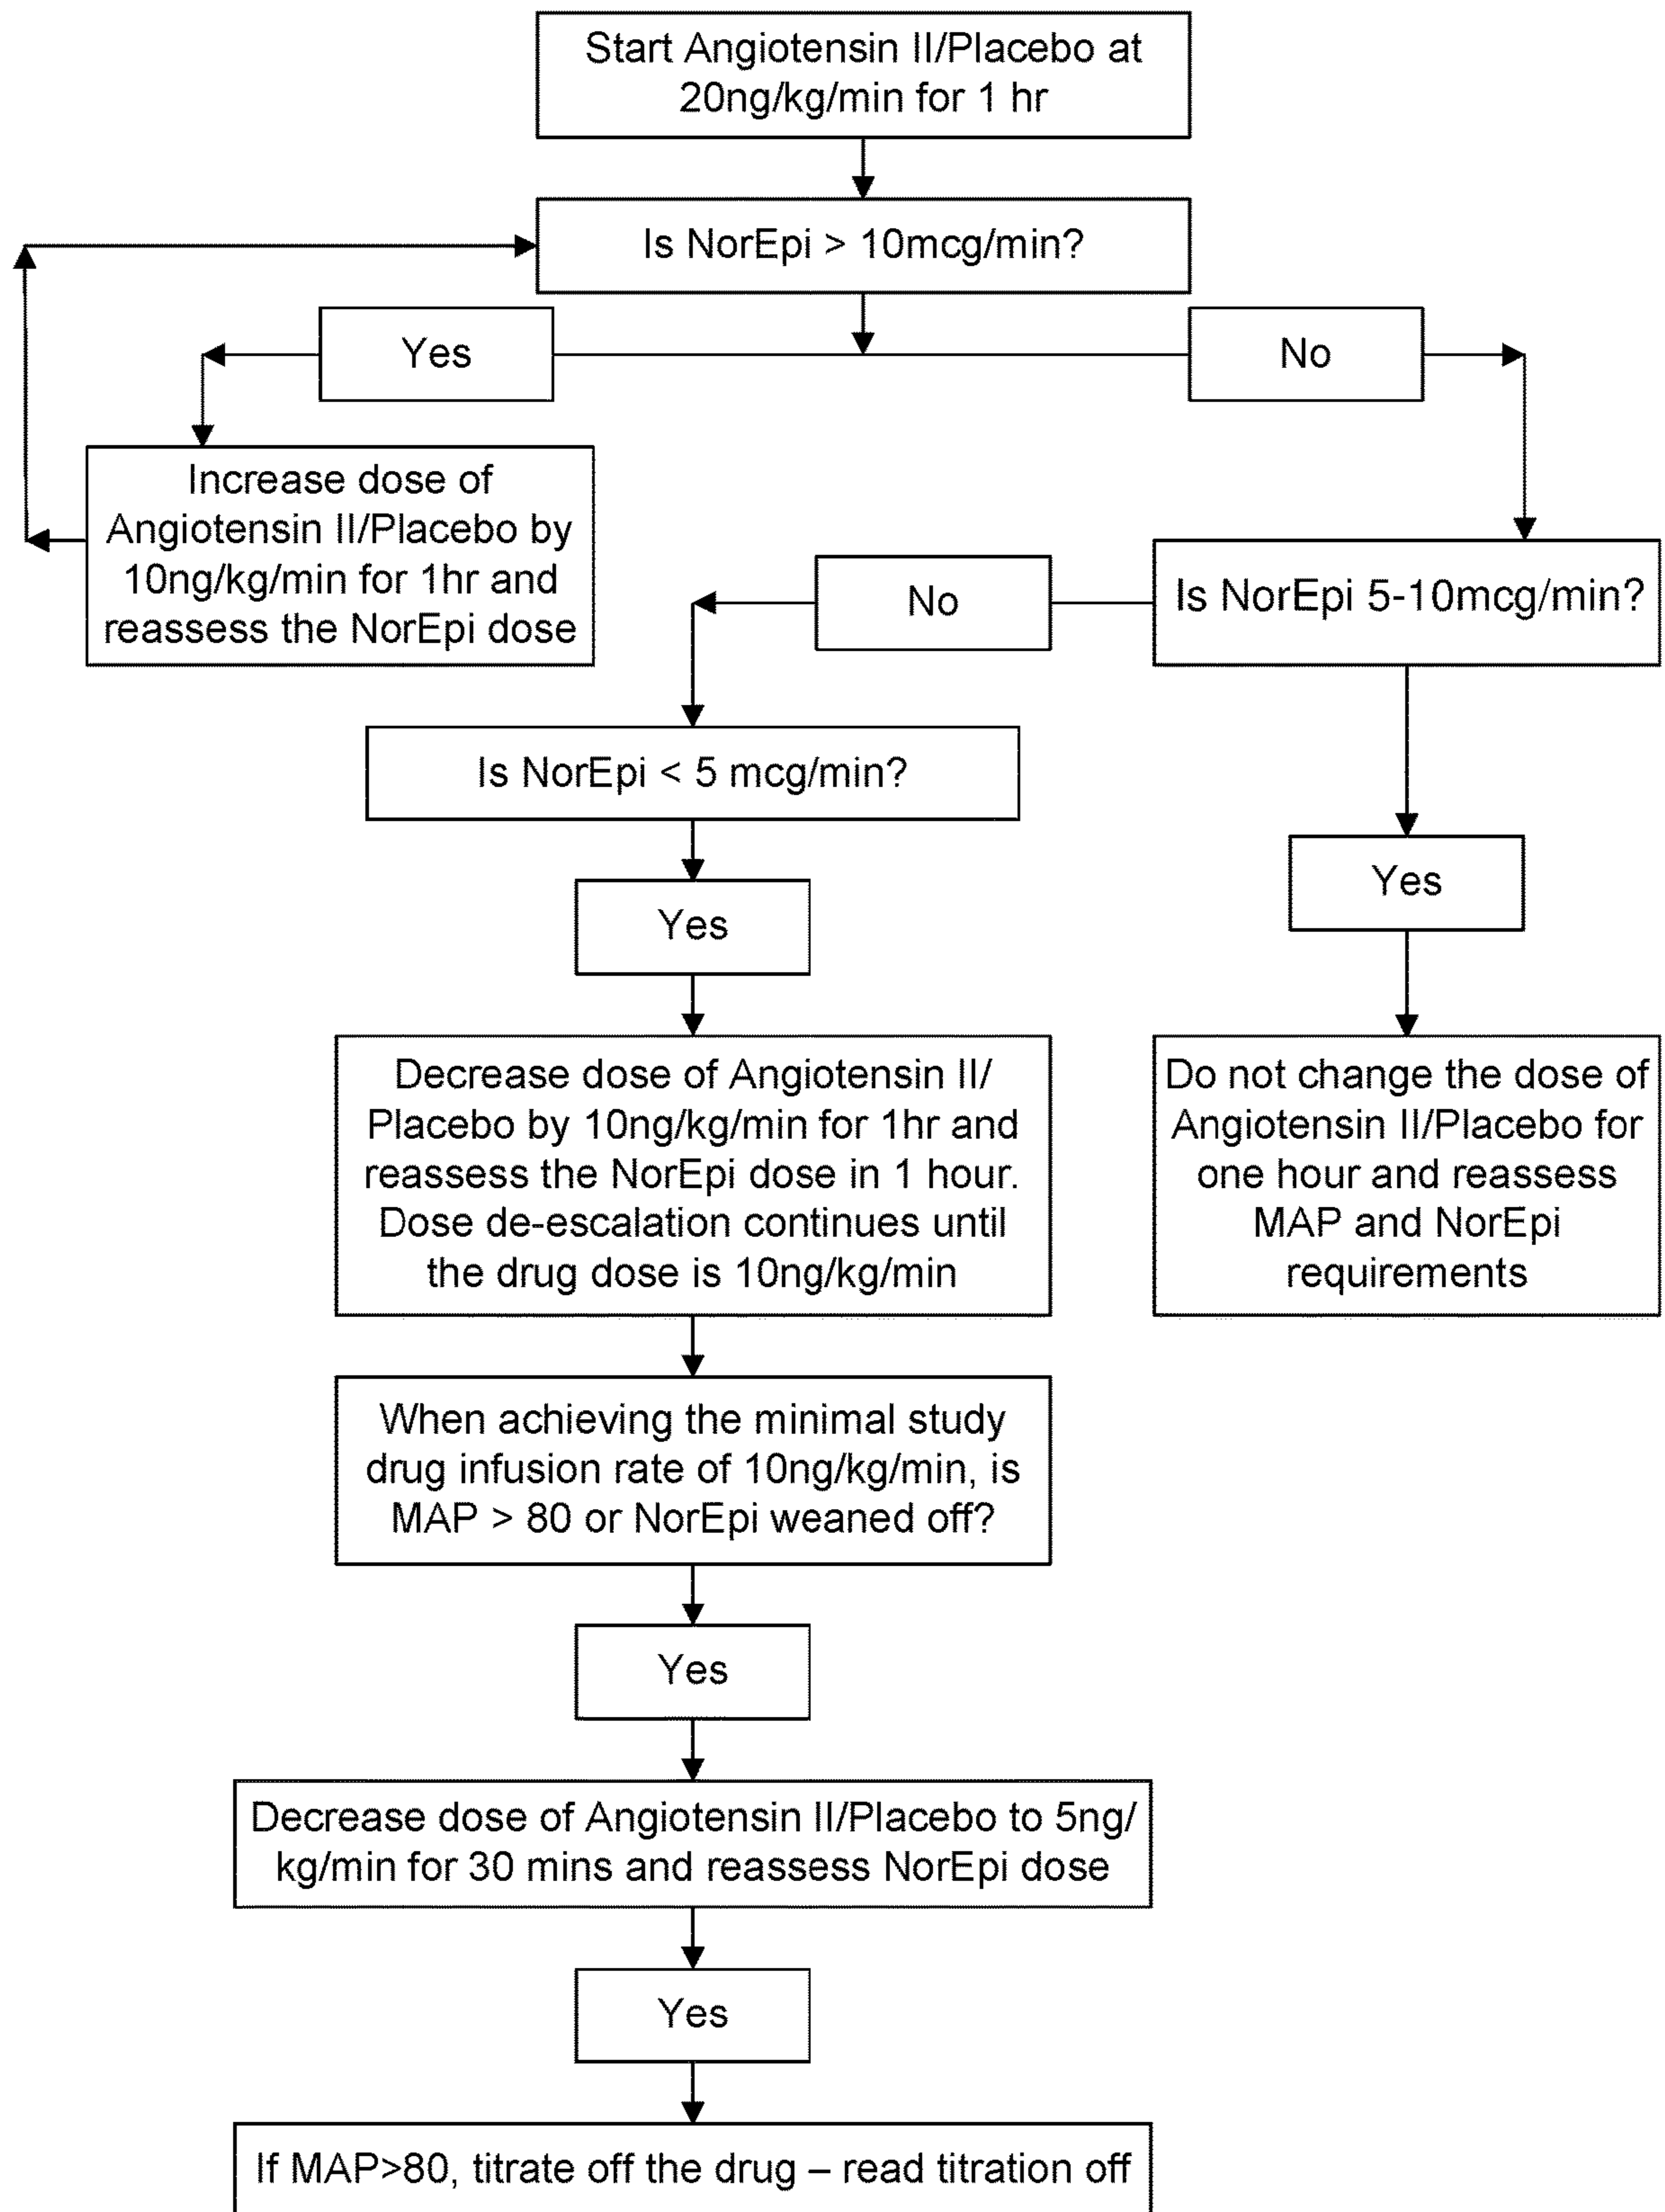 Start Angiotensin II/Placebo at
20ng/kg/min for 1 hr
Is NorEpi > 10mcg/min?
Yes
No
Increase dose of
Angiotensin II/Placebo by
10ng/kg/min for 1hr and
reassess the NorEpi dose
No
Is NorEpi 5-10mcg/min?
Is NorEpi < 5 mcg/min?
Yes
Yes
Decrease dose of Angiotensin II/
Placebo by 10ng/kg/min for 1hr and
reassess the NorEpi dose in 1 hour.
Dose de-escalation continues until
the drug dose is 10ng/kg/min
Do not change the dose of
Angiotensin II/Placebo for
one hour and reassess
MAP and NorEpi
requirements
When achieving the minimal study
drug infusion rate of 10ng/kg/min, is
MAP > 80 or NorEpi weaned off?
Yes
Decrease dose of Angiotensin II/Placebo to 5ng/
kg/min for 30 mins and reassess NorEpi dose
Yes
If MAP>80, titrate off the drug – read titration off